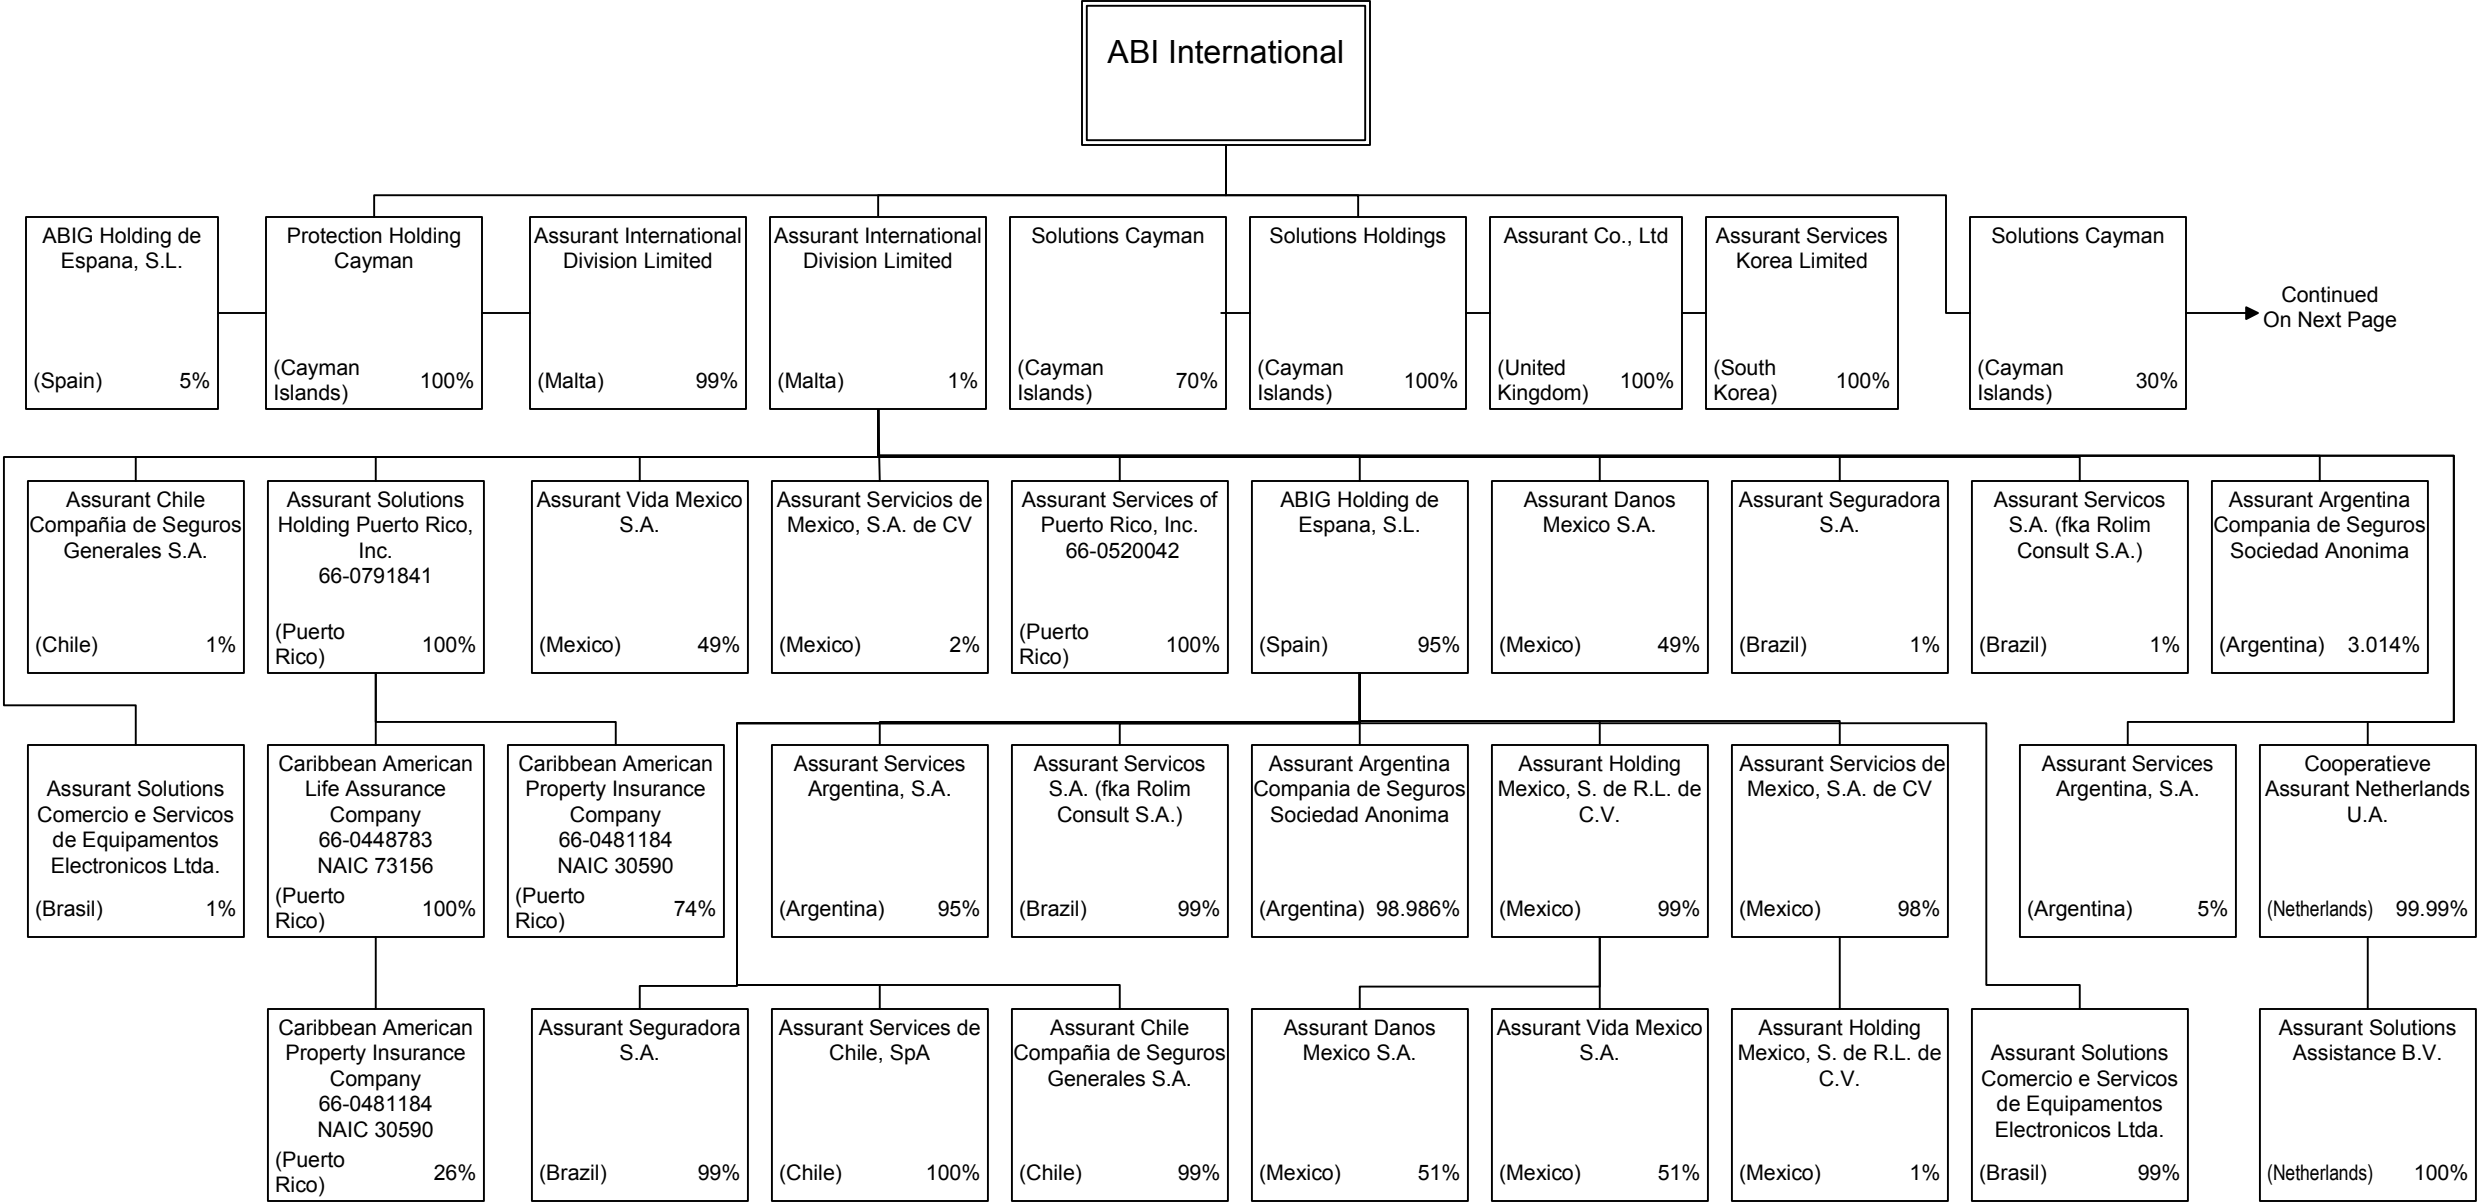 ABI International
ABIG Holding de
Espana, S.L.
(Spain) 5%
Protection Holding
Cayman
(Cayman
Islands) 100%
Assurant International
Division Limited
(Malta) 99%
Assurant International
Division Limited
(Malta) 1%
Solutions Cayman
(Cayman
Islands) 70%
Solutions Holdings
(Cayman
Islands) 100%
Assurant Co., Ltd
(United
Kingdom) 100%
Assurant Services
Korea Limited
(South
Korea) 100%
Solutions Cayman
(Cayman
Islands) 30%
Continued
On Next Page
Assurant Chile
Compañia de Seguros
Generales S.A.
(Chile) 1%
Assurant Solutions
Holding Puerto Rico,
Inc.
66-0791841
(Puerto
Rico) 100%
Assurant Vida Mexico
S.A.
(Mexico) 49%
Assurant Servicios de
Mexico, S.A. de CV
(Mexico) 2%
Assurant Services of
Puerto Rico, Inc.
66-0520042
(Puerto
Rico) 100%
ABIG Holding de
Espana, S.L.
(Spain) 95%
Assurant Danos
Mexico S.A.
(Mexico) 49%
Assurant Seguradora
S.A.
(Brazil) 1%
Assurant Servicos
S.A. (fka Rolim
Consult S.A.)
(Brazil) 1%
Assurant Argentina
Compania de Seguros
Sociedad Anonima
(Argentina) 3.014%
Assurant Solutions
Comercio e Servicos
de Equipamentos
Electronicos Ltda.
(Brasil) 1%
Caribbean American
Life Assurance
Company
66-0448783
NAIC 73156
(Puerto
Rico) 100%
Caribbean American
Property Insurance
Company
66-0481184
NAIC 30590
(Puerto
Rico) 74%
Assurant Services
Argentina, S.A.
(Argentina) 95%
Assurant Servicos
S.A. (fka Rolim
Consult S.A.)
(Brazil) 99%
Assurant Argentina
Compania de Seguros
Sociedad Anonima
(Argentina) 98.986%
Assurant Holding
Mexico, S. de R.L. de
C.V.
(Mexico) 99%
Assurant Servicios de
Mexico, S.A. de CV
(Mexico) 98%
Assurant Services
Argentina, S.A.
(Argentina) 5%
Cooperatieve
Assurant Netherlands
U.A.
(Netherlands) 99.99%
Caribbean American
Property Insurance
Company
66-0481184
NAIC 30590
(Puerto
Rico) 26%
Assurant Seguradora
S.A.
(Brazil) 99%
Assurant Services de
Chile, SpA
(Chile) 100%
Assurant Chile
Compañia de Seguros
Generales S.A.
(Chile) 99%
Assurant Danos
Mexico S.A.
(Mexico) 51%
Assurant Vida Mexico
S.A.
(Mexico) 51%
Assurant Holding
Mexico, S. de R.L. de
C.V.
(Mexico) 1%
Assurant Solutions
Comercio e Servicos
de Equipamentos
Electronicos Ltda.
(Brasil) 99%
Assurant Solutions
Assistance B.V.
(Netherlands) 100%